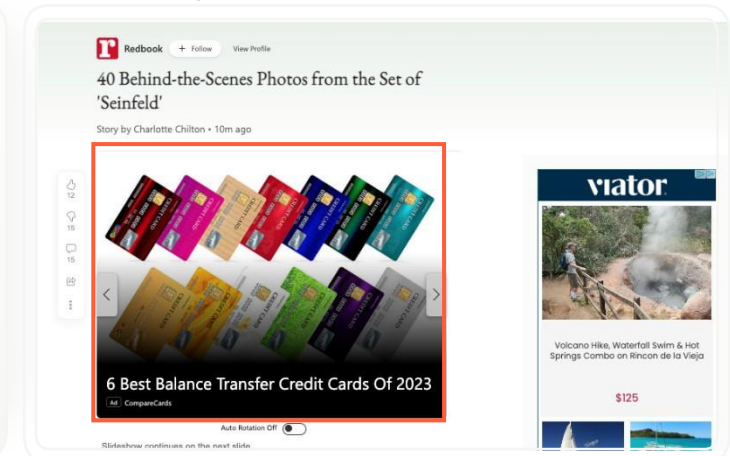 Redbook + Follow View Profile
40 Behind-the-Scenes Photos from the Set of
'Seinfeld'
Story by Charlotte Chilton • 10m ago
12
15
15
CREDIT CARD
6 Best Balance Transfer Credit Cards Of 2023
Ad CompareCards
Auto Rotation Off
Slideshow continues on the next slide
viator
Volcano Hike, Waterfall Swim & Hot
Springs Combo on Rincon de la Vieja
$125